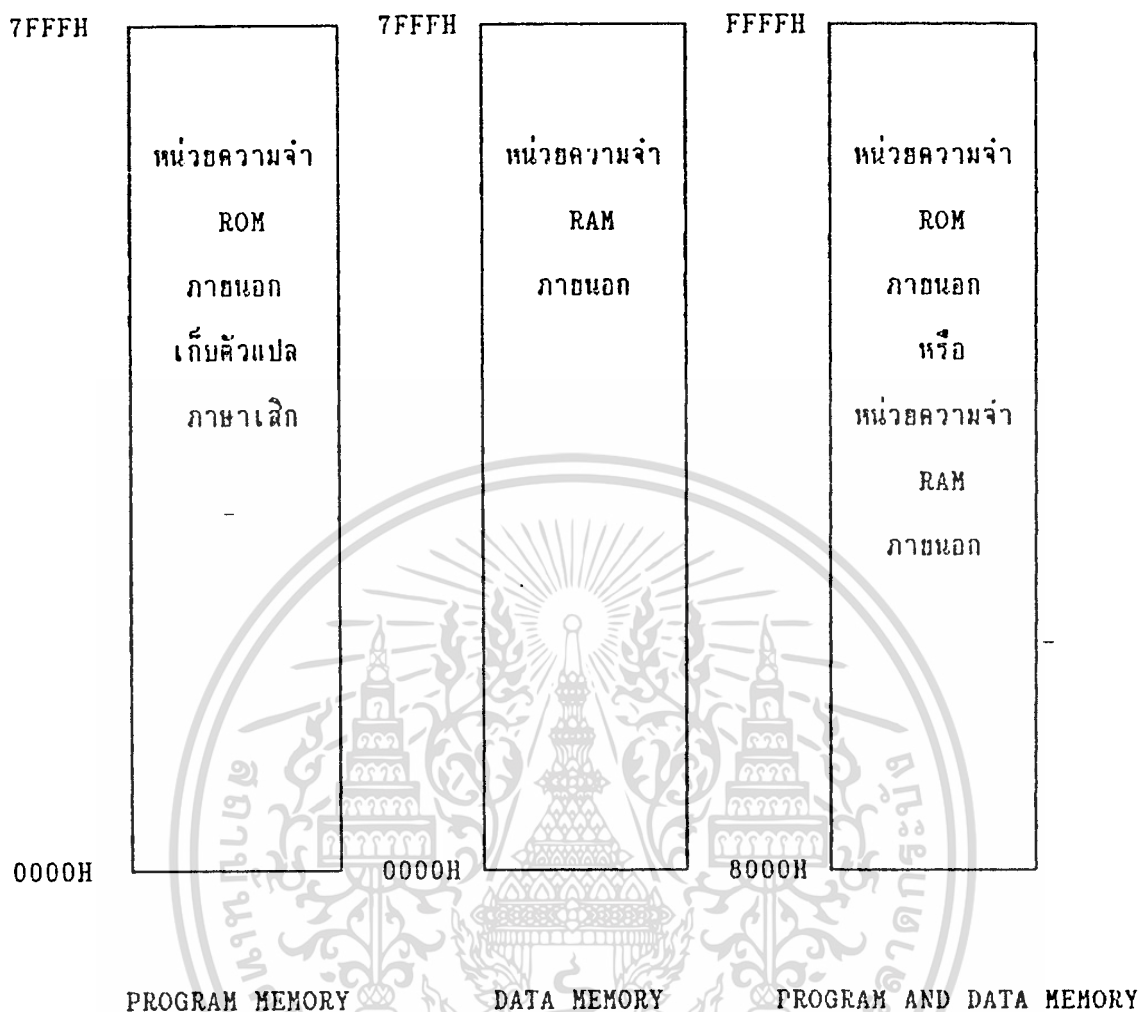 7FFFH 7FFFH FFFFH
หน่วยความจำ หน่วยความจำ หน่วยความจำ
ROM RAM ROM
ภายนอก ภายนอก ภายนอก
เก็บตัวแปล หรือ
ภาษาเสิก หน่วยความจำ
RAM
ภายนอก
0000H 0000H 8000H
PROGRAM MEMORY DATA MEMORY PROGRAM AND DATA MEMORY